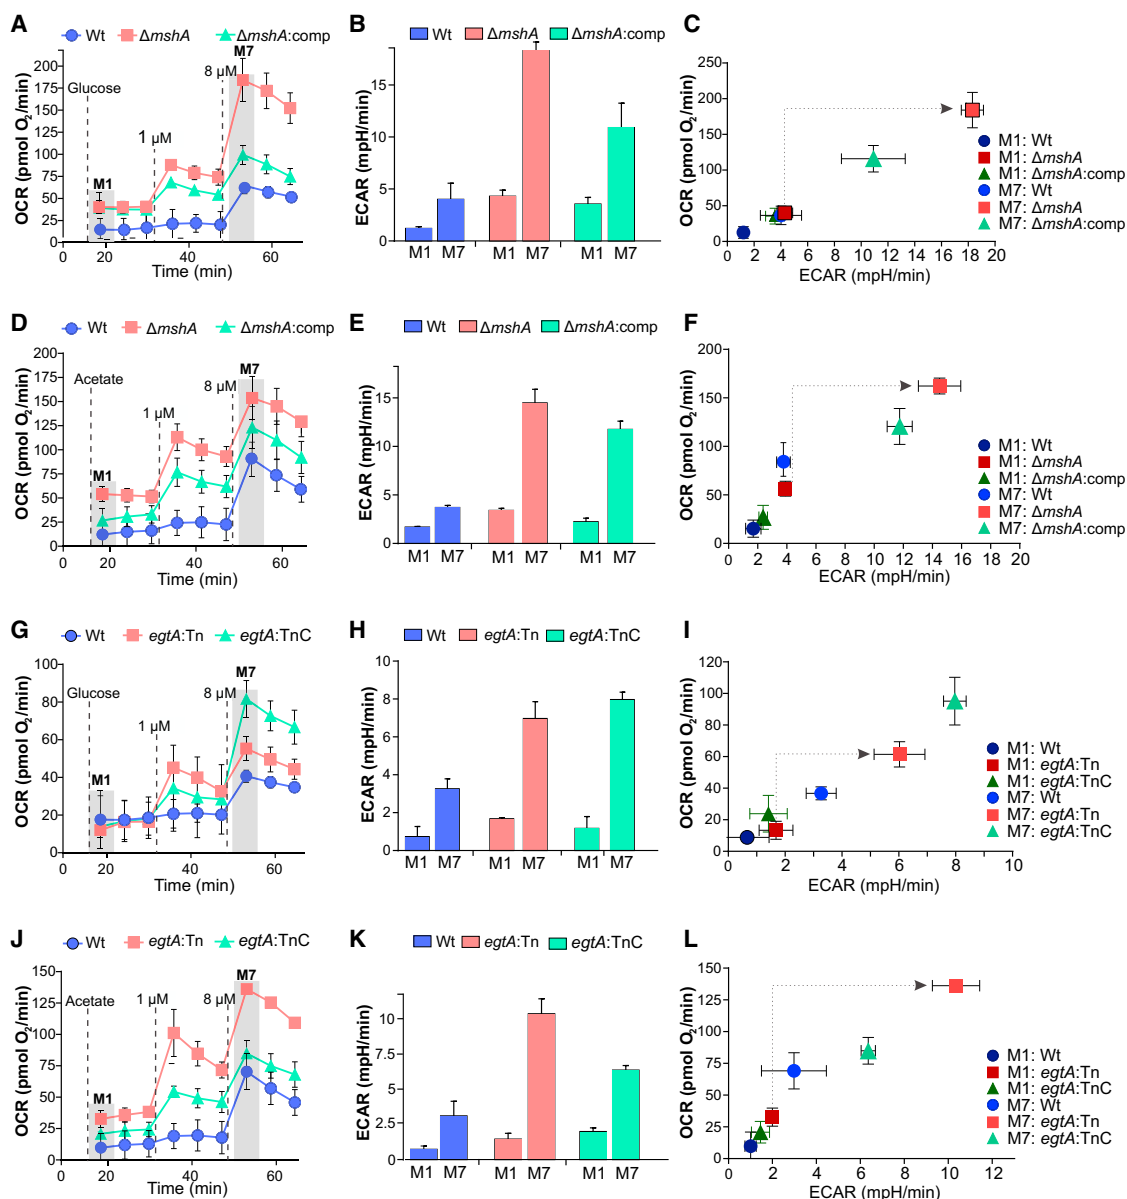 A
Wt ΔmshA ΔmshA:comp
OCR (pmol O2/min)
200
175
150
125
100
75
50
25
0
Glucose
1 µM
8 µM
M1
M7
0 20 40 60
Time (min)
B
Wt ΔmshA ΔmshA:comp
ECAR (mpH/min)
15
10
5
0
M1 M7 M1 M7 M1 M7
C
OCR (pmol O2/min)
250
200
150
100
50
0
0 2 4 6 8 10 12 14 16 18 20
ECAR (mpH/min)
M1: Wt
M1: ΔmshA
M1: ΔmshA:comp
M7: Wt
M7: ΔmshA
M7: ΔmshA:comp
D
Wt ΔmshA ΔmshA:comp
OCR (pmol O2/min)
200
175
150
125
100
75
50
25
0
Acetate
1 µM
8 µM
M1
M7
0 20 40 60
Time (min)
E
Wt ΔmshA ΔmshA:comp
ECAR (mpH/min)
15
10
5
0
M1 M7 M1 M7 M1 M7
F
OCR (pmol O2/min)
200
150
100
50
0
0 2 4 6 8 10 12 14 16 18 20
ECAR (mpH/min)
M1: Wt
M1: ΔmshA
M1: ΔmshA:comp
M7: Wt
M7: ΔmshA
M7: ΔmshA:comp
G
Wt egtA:Tn egtA:TnC
OCR (pmol O2/min)
100
80
60
40
20
0
Glucose
1 µM
8 µM
M1
M7
0 20 40 60
Time (min)
H
Wt egtA:Tn egtA:TnC
ECAR (mpH/min)
10
8
6
4
2
0
M1 M7 M1 M7 M1 M7
I
OCR (pmol O2/min)
120
100
80
60
40
20
0
0 2 4 6 8 10
ECAR (mpH/min)
M1: Wt
M1: egtA:Tn
M1: egtA:TnC
M7: Wt
M7: egtA:Tn
M7: egtA:TnC
J
Wt egtA:Tn egtA:TnC
OCR (pmol O2/min)
150
125
100
75
50
25
0
Acetate
1 µM
8 µM
M1
M7
0 20 40 60
Time (min)
K
Wt egtA:Tn egtA:TnC
ECAR (mpH/min)
10
5
2.5
0
M1 M7 M1 M7 M1 M7
L
OCR (pmol O2/min)
150
125
100
75
50
25
0
0 2 4 6 8 10 12
ECAR (mpH/min)
M1: Wt
M1: egtA:Tn
M1: egtA:TnC
M7: Wt
M7: egtA:Tn
M7: egtA:TnC